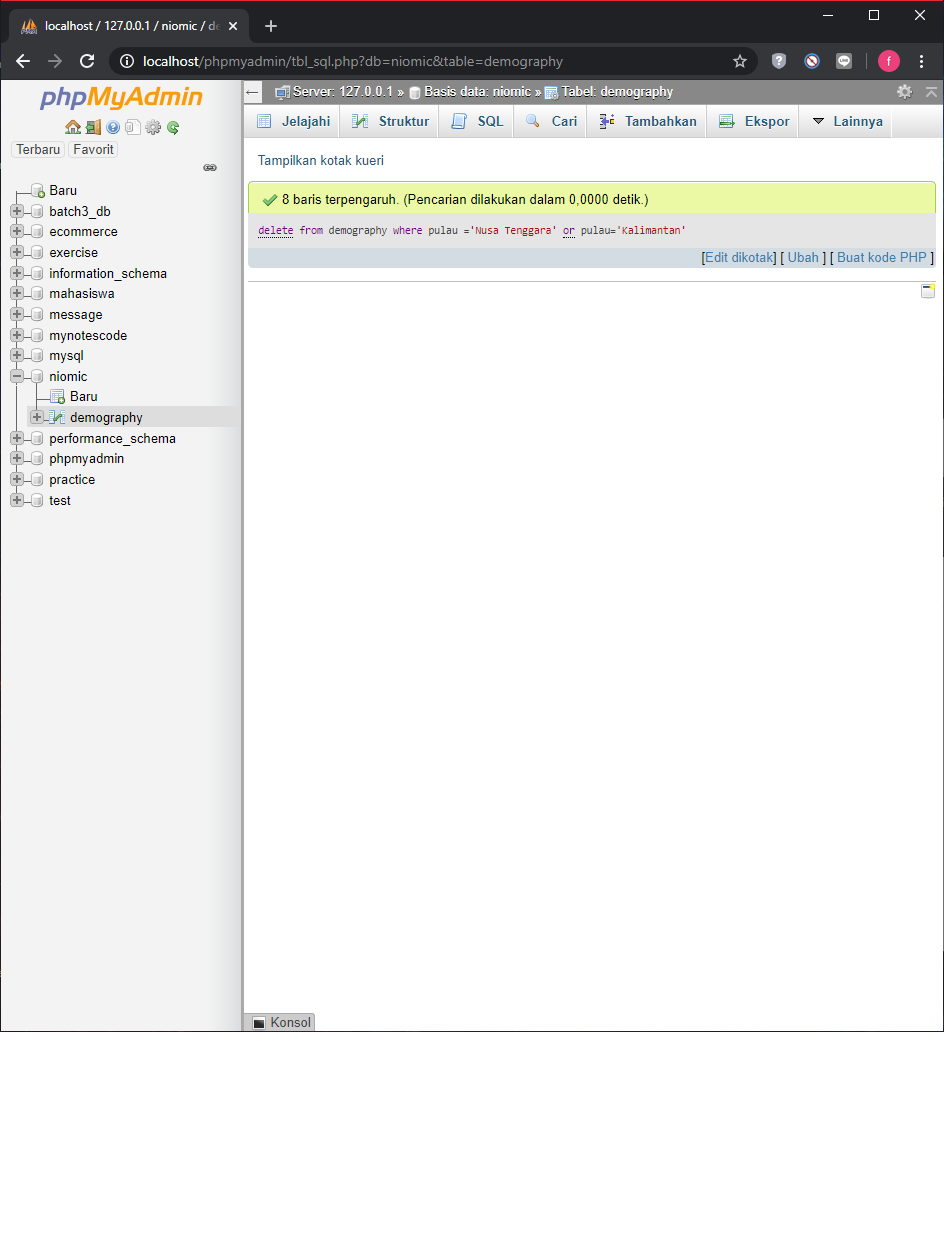 localhost / 127.0.0.1 / niomic / de
localhost/phpmyadmin/tbl_sql.php?db=niomic&table=demography
f
phpMyAdmin
Terbaru Favorit
Baru
batch3_db
ecommerce
exercise
information_schema
mahasiswa
message
mynotescode
mysql
niomic
Baru
demography
performance_schema
phpmyadmin
practice
test
Server: 127.0.0.1 » Basis data: niomic » Tabel: demography
Jelajahi Struktur SQL Cari Tambahkan Ekspor Lainnya
Tampilkan kotak kueri
8 baris terpengaruh. (Pencarian dilakukan dalam 0,0000 detik.)
delete from demography where pulau ='Nusa Tenggara' or pulau='Kalimantan'
[Edit dikotak] [ Ubah ] [ Buat kode PHP ]
Konsol